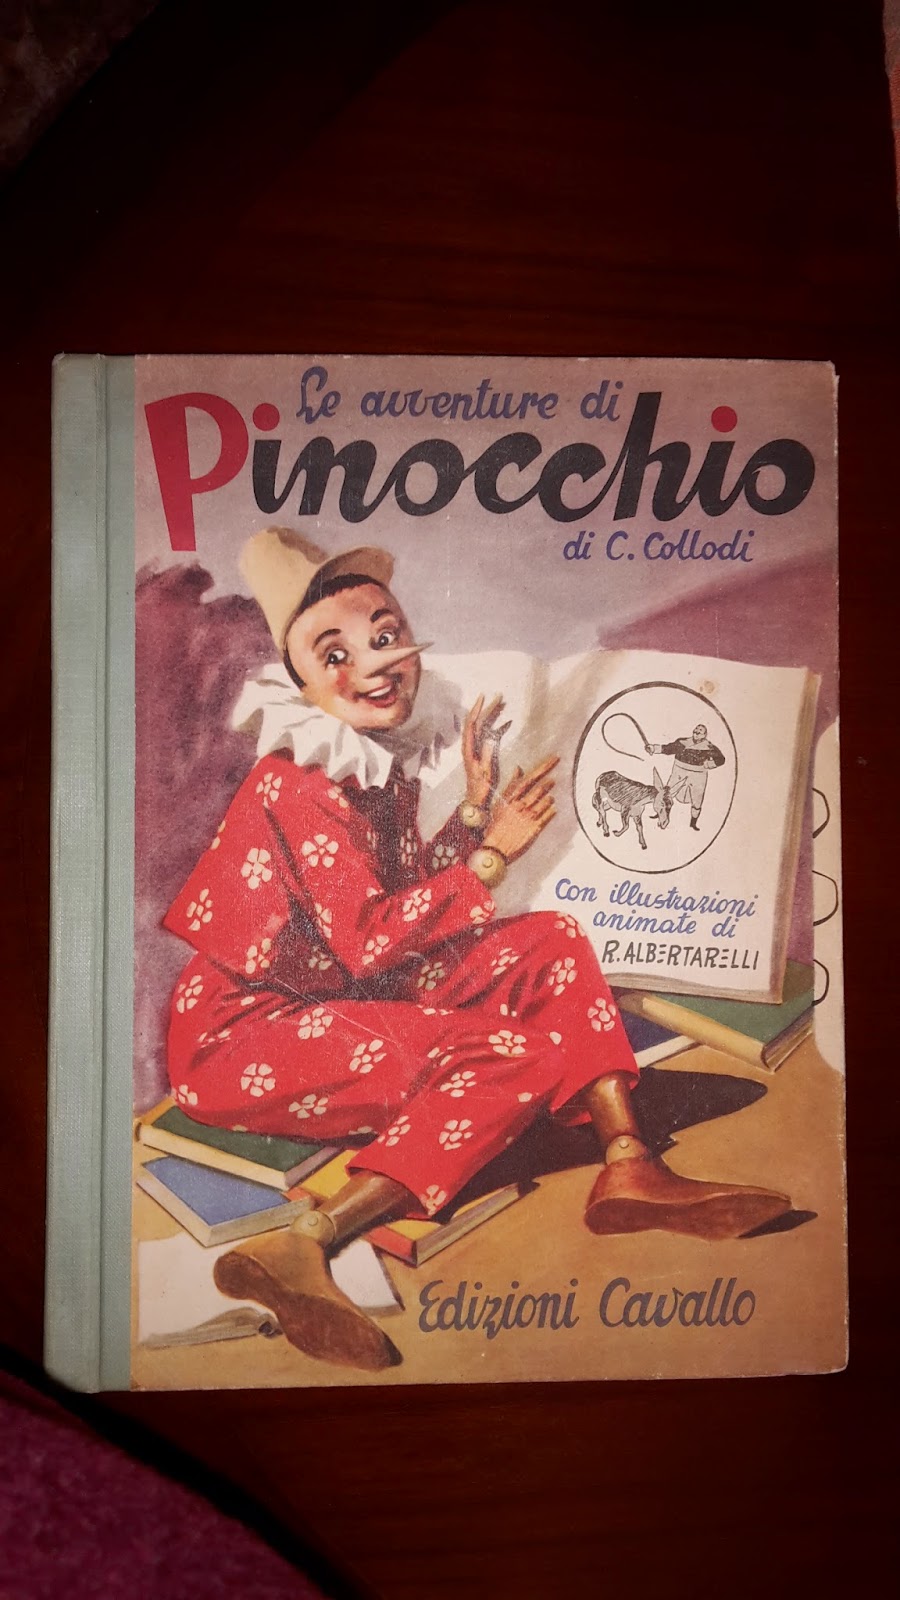 Le avventure di
Pinocchio
di C. Collodi
Con illustrazioni
animate di
R. ALBERTARELLI
Edizioni Cavallo